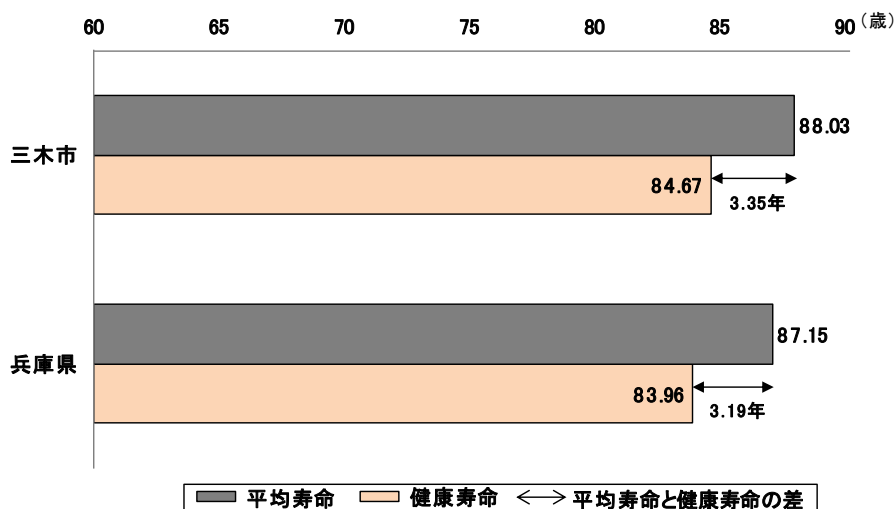 60 65 70 75 80 85 90 (歳)
88.03
三木市
84.67
3.35年
87.15
兵庫県
83.96
3.19年
平均寿命 健康寿命 平均寿命と健康寿命の差